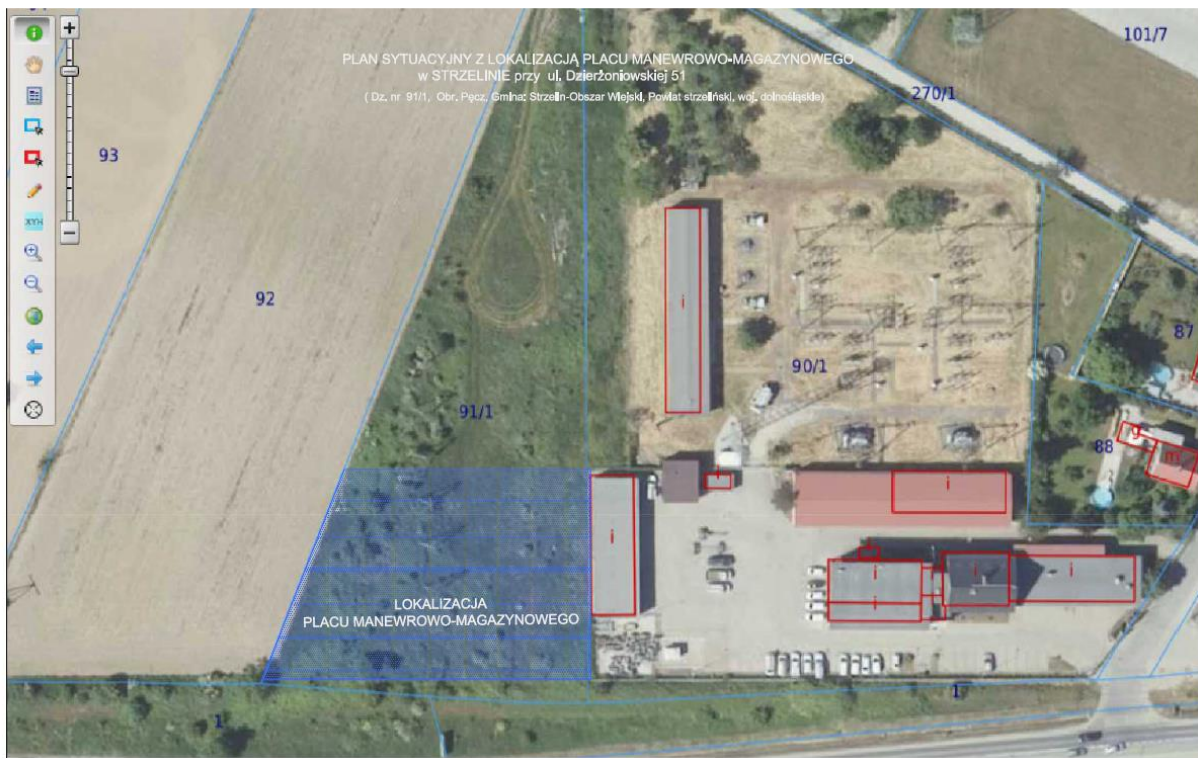 PLAN SYTUACYJNY Z LOKALIZACJĄ PLACU MANEWROWO-MAGAZYNOWEGO
w STRZELINIE przy ul. Dzierżoniowskiej 51
( Dz. nr 91/1, Obr. Pęcz, Gmina: Strzelin-Obszar Wiejski, Powiat strzeliński, woj. dolnośląskie)
101/7
270/1
93
XYH
92
i
87
90/1
91/1
g
88
m
i
i
i
i
i
i
i
LOKALIZACJA
PLACU MANEWROWO-MAGAZYNOWEGO
1
1